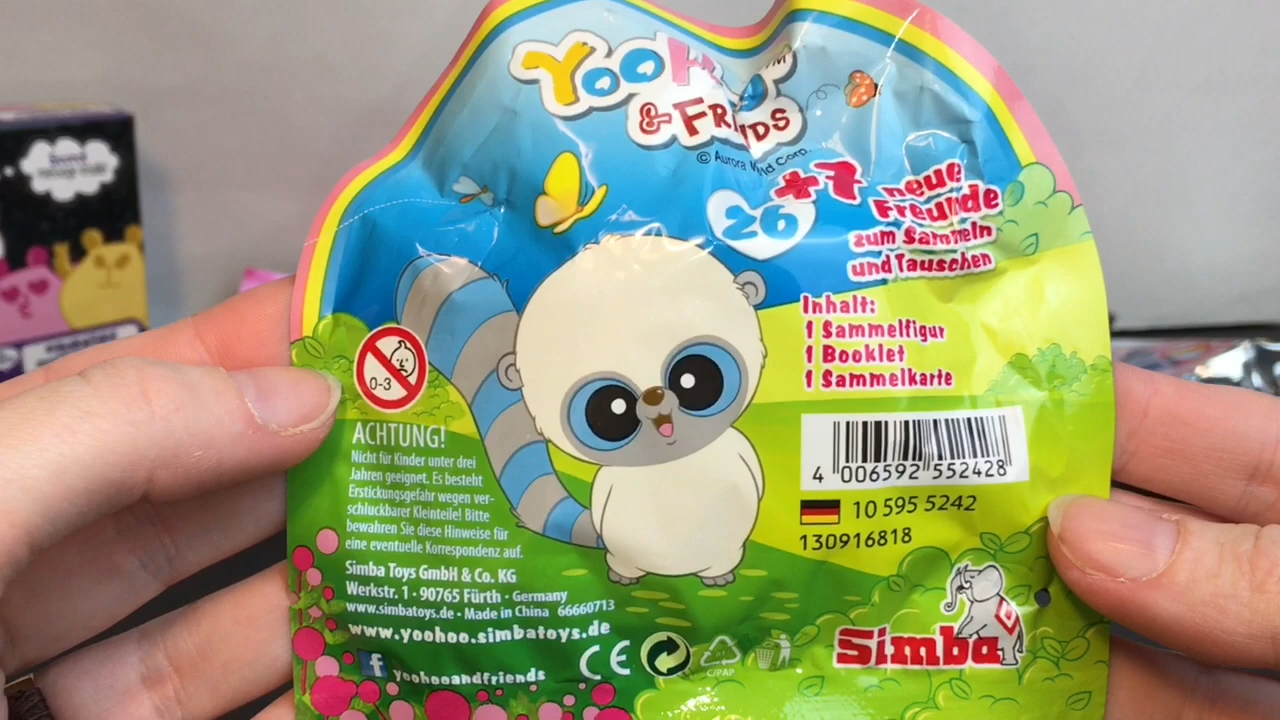 YooH
& FRIENDS
© Aurora World Corp.
26 +7 neue
Freunde
zum Sammeln
und Tauschen
Inhalt:
1 Sammelfigur
1 Booklet
1 Sammelkarte
0-3
ACHTUNG!
Nicht für Kinder unter drei
Jahren geeignet. Es besteht
Erstickungsgefahr wegen ver-
schluckbarer Kleinteile! Bitte
bewahren Sie diese Hinweise für
eine eventuelle Korrespondenz auf.
Simba Toys GmbH & Co. KG
Werkstr. 1 · 90765 Fürth · Germany
www.simbatoys.de · Made in China 66660713
www.yoohoo.simbatoys.de
f yoohooandfriends
4 006592 552428
10 595 5242
130916818
CE
C/PAP
Simba